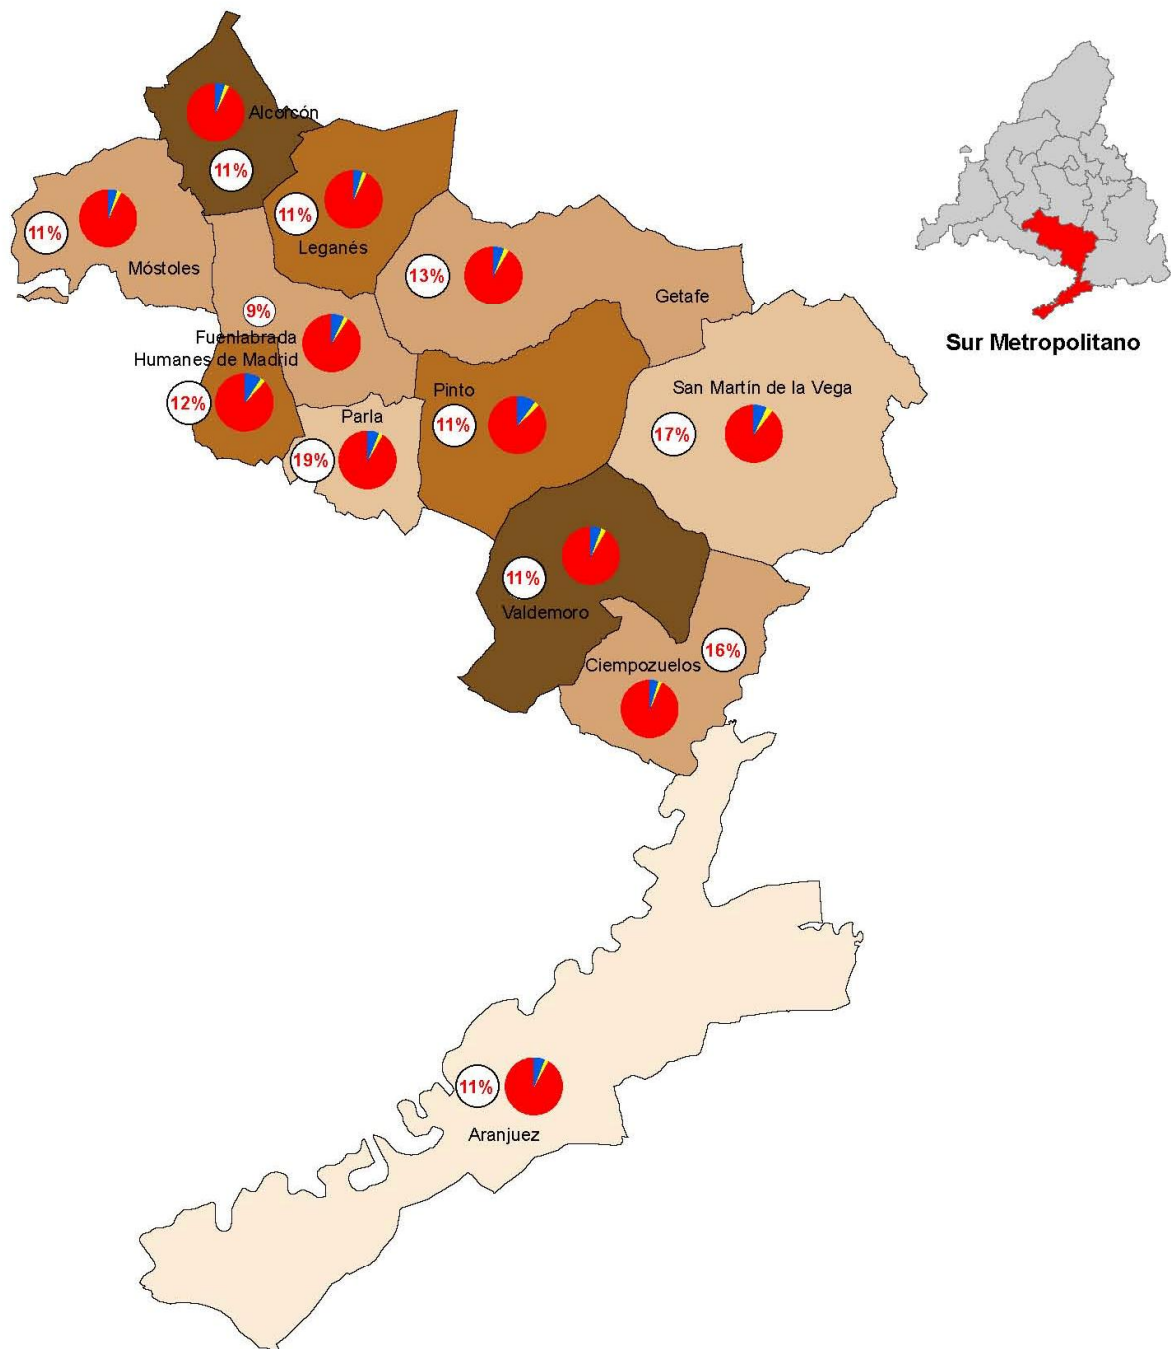 Alcorcón
11%
11%
Móstoles
11%
Leganés
13%
Getafe
9%
Fuenlabrada
Humanes de Madrid
12%
Parla
19%
Pinto
11%
San Martín de la Vega
17%
11%
Valdemoro
16%
Ciempozuelos
11%
Aranjuez
Sur Metropolitano